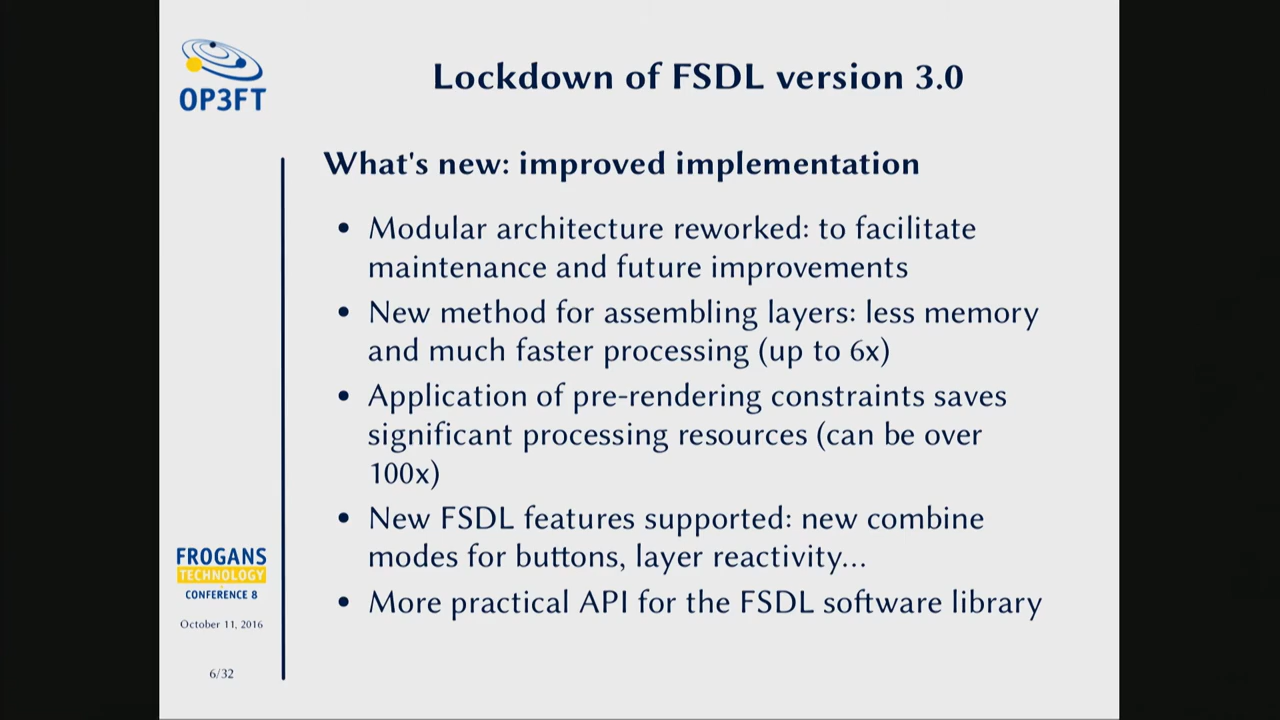 OP3FT
Lockdown of FSDL version 3.0
What's new: improved implementation
• Modular architecture reworked: to facilitate
maintenance and future improvements
• New method for assembling layers: less memory
and much faster processing (up to 6x)
• Application of pre-rendering constraints saves
significant processing resources (can be over
100x)
• New FSDL features supported: new combine
modes for buttons, layer reactivity...
• More practical API for the FSDL software library
FROGANS
TECHNOLOGY
CONFERENCE 8
October 11, 2016
6/32